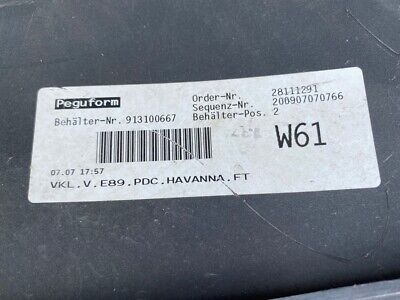 Peguform
Order-Nr. 28111291
Sequenz-Nr. 200907070766
Behälter-Nr. 913100667 Behälter-Pos. 2
W61
07.07 17:57
VKL.V.E89.PDC.HAVANNA.FT